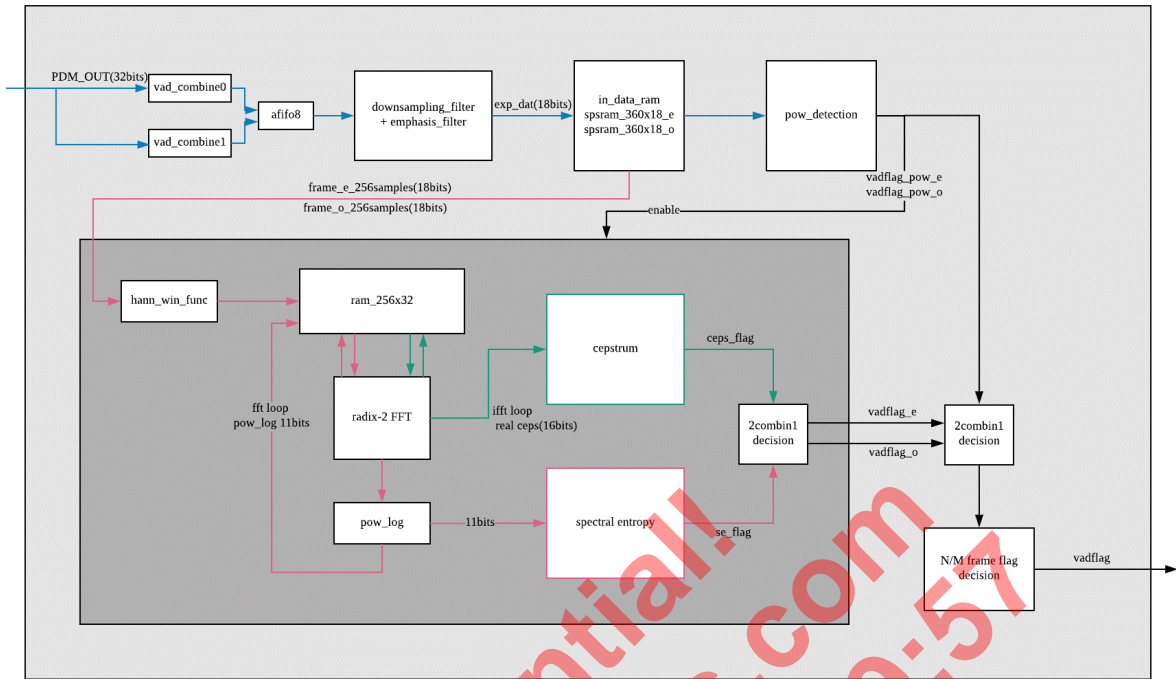 PDM_OUT(32bits)
vad_combine0
vad_combine1
afifo8
downsampling_filter
+ emphasis_filter
exp_dat(18bits)
in_data_ram
spsram_360x18_e
spsram_360x18_o
pow_detection
vadflag_pow_e
vadflag_pow_o
frame_e_256samples(18bits)
frame_o_256samples(18bits)
enable
hann_win_func
ram_256x32
cepstrum
ceps_flag
radix-2 FFT
fft loop
pow_log 11bits
ifft loop
real ceps(16bits)
2combin1
decision
vadflag_e
vadflag_o
2combin1
decision
pow_log
11bits
spectral entropy
se_flag
N/M frame flag
decision
vadflag